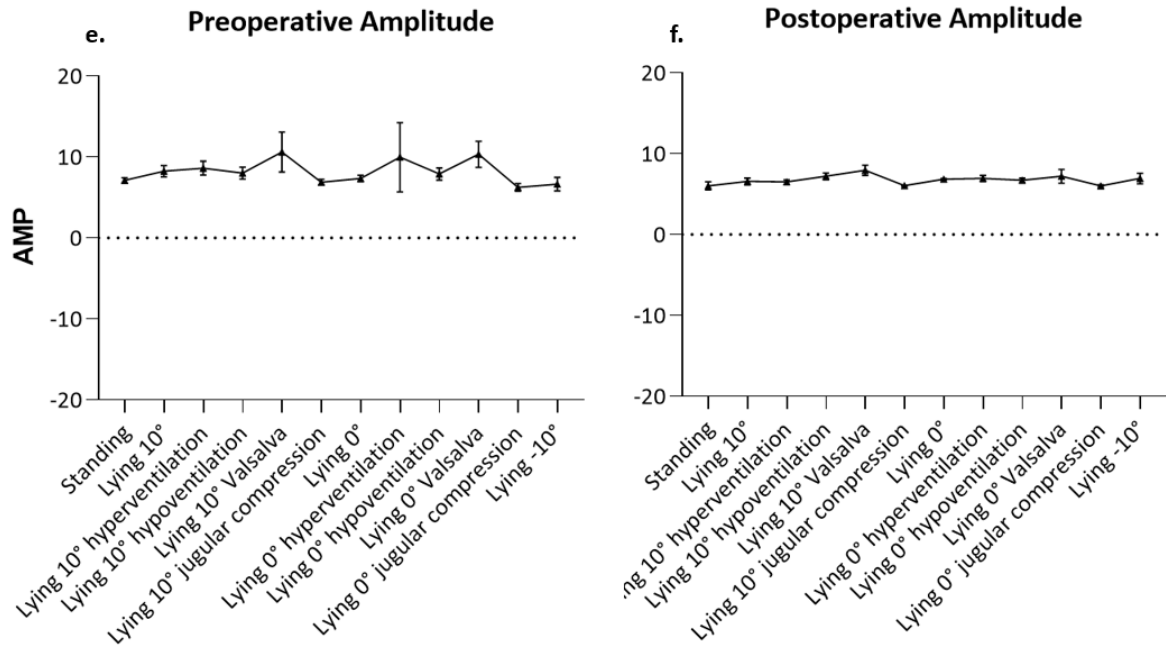 e.
Preoperative Amplitude
AMP
20
10
0
-10
-20
Standing
Lying 10°
Lying 10° hyperventilation
Lying 10° hypoventilation
Lying 10° Valsalva
Lying 10° jugular compression
Lying 0°
Lying 0° hyperventilation
Lying 0° hypoventilation
Lying 0° Valsalva
Lying 0° jugular compression
Lying -10°
f.
Postoperative Amplitude
20
10
0
-10
-20
Standing
Lying 10°
ng 10° hyperventilation
Lying 10° hypoventilation
Lying 10° Valsalva
Lying 10° jugular compression
Lying 0°
Lying 0° hyperventilation
Lying 0° hypoventilation
Lying 0° Valsalva
Lying 0° jugular compression
Lying -10°